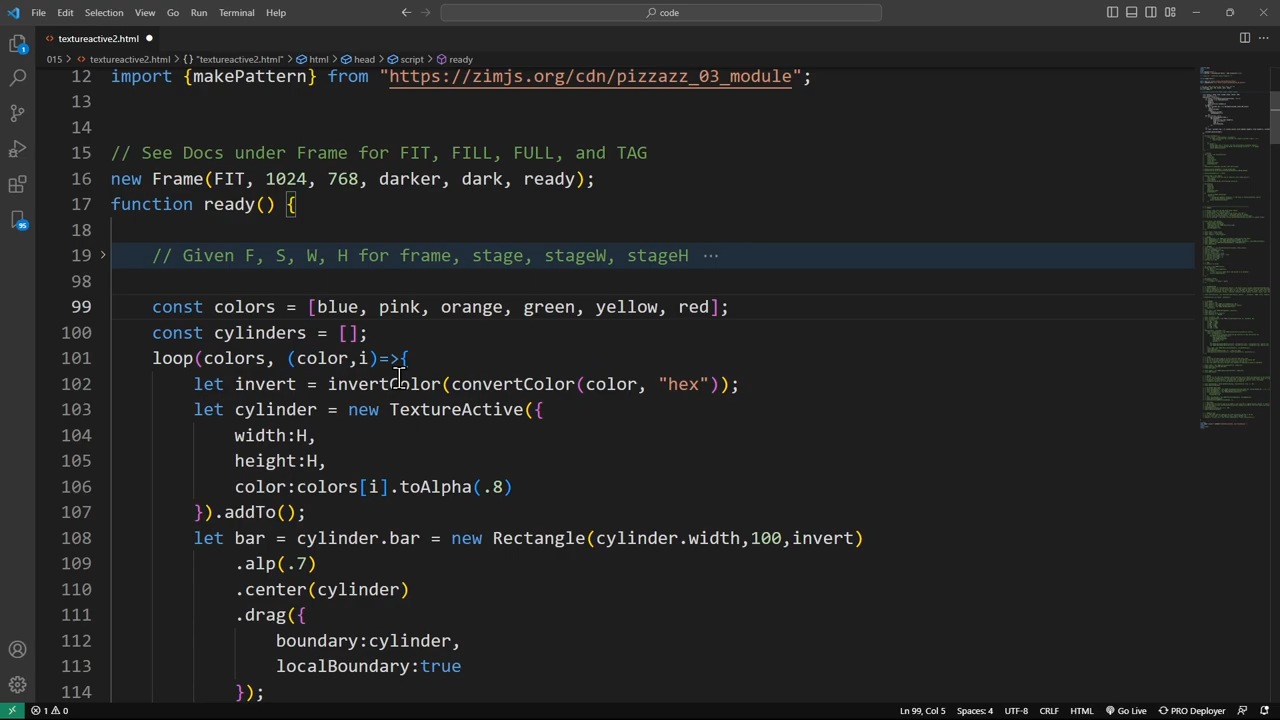 File Edit Selection View Go Run Terminal Help
code
textureactive2.html
015 textureactive2.html "textureactive2.html" html head script ready
12 import {makePattern} from "https://zimjs.org/cdn/pizzazz_03_module";
13
14
15 // See Docs under Frame for FIT, FILL, FULL, and TAG
16 new Frame(FIT, 1024, 768, darker, dark, ready);
17 function ready() {
18
19 // Given F, S, W, H for frame, stage, stageW, stageH ...
98
99 const colors = [blue, pink, orange, green, yellow, red];
100 const cylinders = [];
101 loop(colors, (color,i)=>{
102 let invert = invertColor(convertColor(color, "hex"));
103 let cylinder = new TextureActive({
104 width:H,
105 height:H,
106 color:colors[i].toAlpha(.8)
107 }).addTo();
108 let bar = cylinder.bar = new Rectangle(cylinder.width,100,invert)
109 .alp(.7)
110 .center(cylinder)
111 .drag({
112 boundary:cylinder,
113 localBoundary:true
114 });
1
95
1 0 Ln 99, Col 5 Spaces: 4 UTF-8 CRLF HTML Go Live PRO Deployer